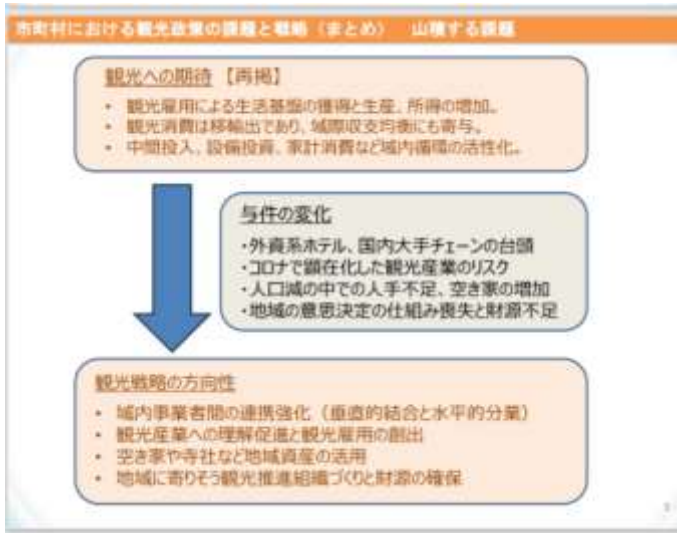 市町村における観光政策の課題と戦略（まとめ）　山積する課題
観光への期待【再掲】
• 観光雇用による生活基盤の獲得と生産、所得の増加。
• 観光消費は移輸出であり、域際収支均衡にも寄与。
• 中間投入、設備投資、家計消費など域内循環の活性化。
与件の変化
・外資系ホテル、国内大手チェーンの台頭
・コロナで顕在化した観光産業のリスク
・人口減の中での人手不足、空き家の増加
・地域の意思決定の仕組み喪失と財源不足
観光戦略の方向性
• 域内事業者間の連携強化（垂直的結合と水平的分業）
• 観光産業への理解促進と観光雇用の創出
• 空き家や寺社など地域資産の活用
• 地域に寄りそう観光推進組織づくりと財源の確保